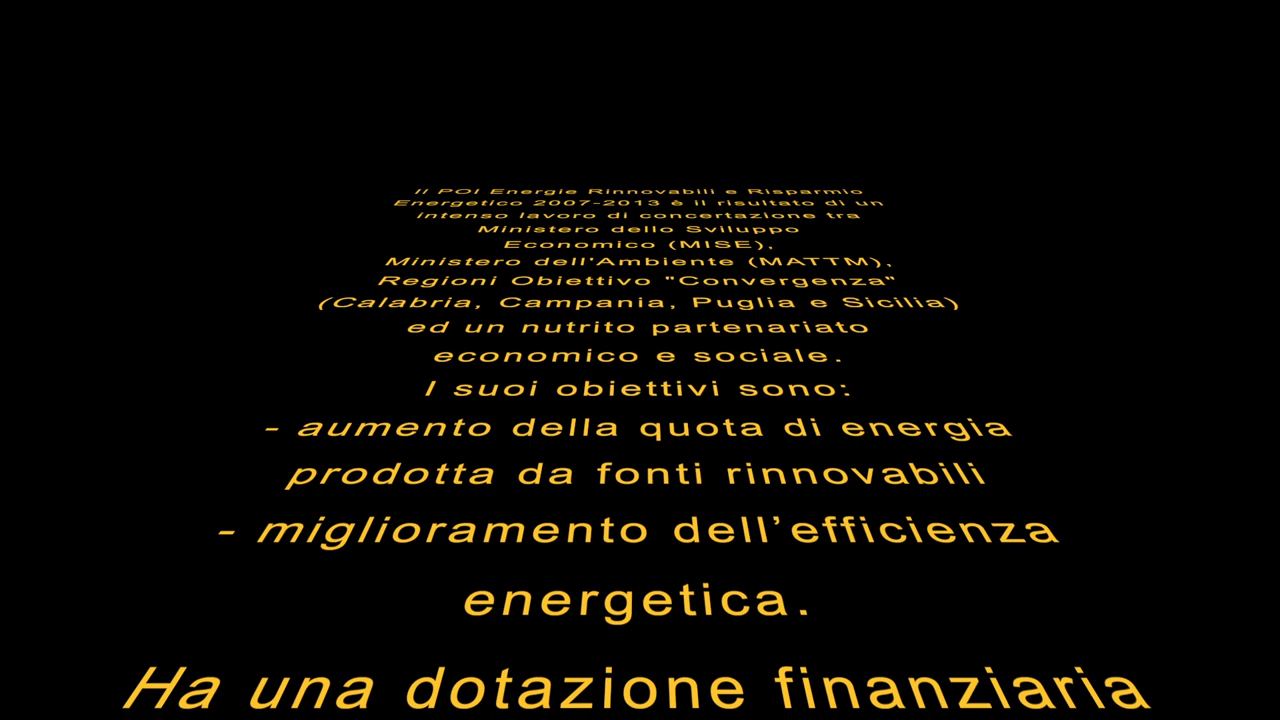 Il POI Energie Rinnovabili e Risparmio
Energetico 2007-2013 è il risultato di un
intenso lavoro di concertazione tra
Ministero dello Sviluppo
Economico (MISE),
Ministero dell'Ambiente (MATTM),
Regioni Obiettivo "Convergenza"
(Calabria, Campania, Puglia e Sicilia)
ed un nutrito partenariato
economico e sociale.
I suoi obiettivi sono:
- aumento della quota di energia
prodotta da fonti rinnovabili
- miglioramento dell’efficienza
energetica.
Ha una dotazione finanziaria